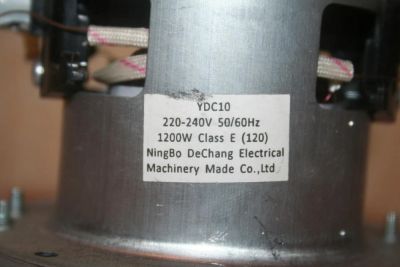 YDC10
220-240V 50/60Hz
1200W Class E (120)
NingBo DeChang Electrical
Machinery Made Co.,Ltd